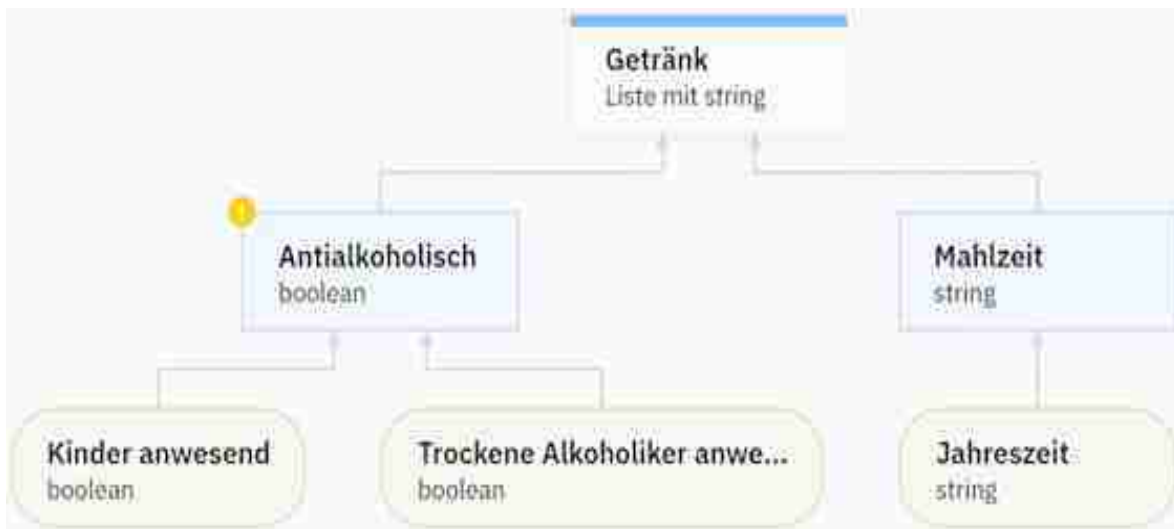 Getränk
Liste mit string
Antialkoholisch
boolean
Mahlzeit
string
Kinder anwesend
boolean
Trockene Alkoholiker anwe...
boolean
Jahreszeit
string